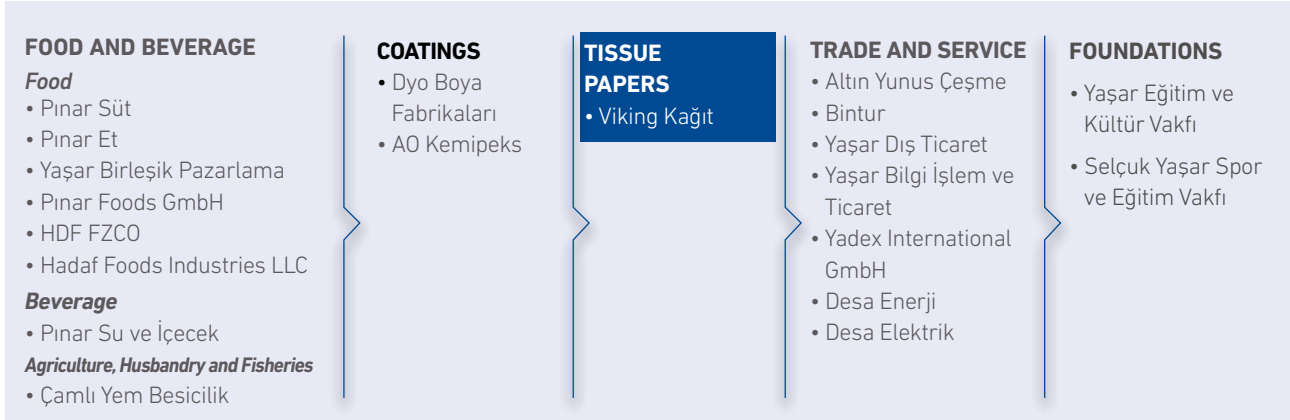 FOOD AND BEVERAGE
Food
• Pınar Süt
• Pınar Et
• Yaşar Birleşik Pazarlama
• Pınar Foods GmbH
• HDF FZCO
• Hadaf Foods Industries LLC
Beverage
• Pınar Su ve İçecek
Agriculture, Husbandry and Fisheries
• Çamlı Yem Besicilik
COATINGS
• Dyo Boya
Fabrikaları
• AO Kemipeks
TISSUE
PAPERS
• Viking Kağıt
TRADE AND SERVICE
• Altın Yunus Çeşme
• Bintur
• Yaşar Dış Ticaret
• Yaşar Bilgi İşlem ve
Ticaret
• Yadex International
GmbH
• Desa Enerji
• Desa Elektrik
FOUNDATIONS
• Yaşar Eğitim ve
Kültür Vakfı
• Selçuk Yaşar Spor
ve Eğitim Vakfı